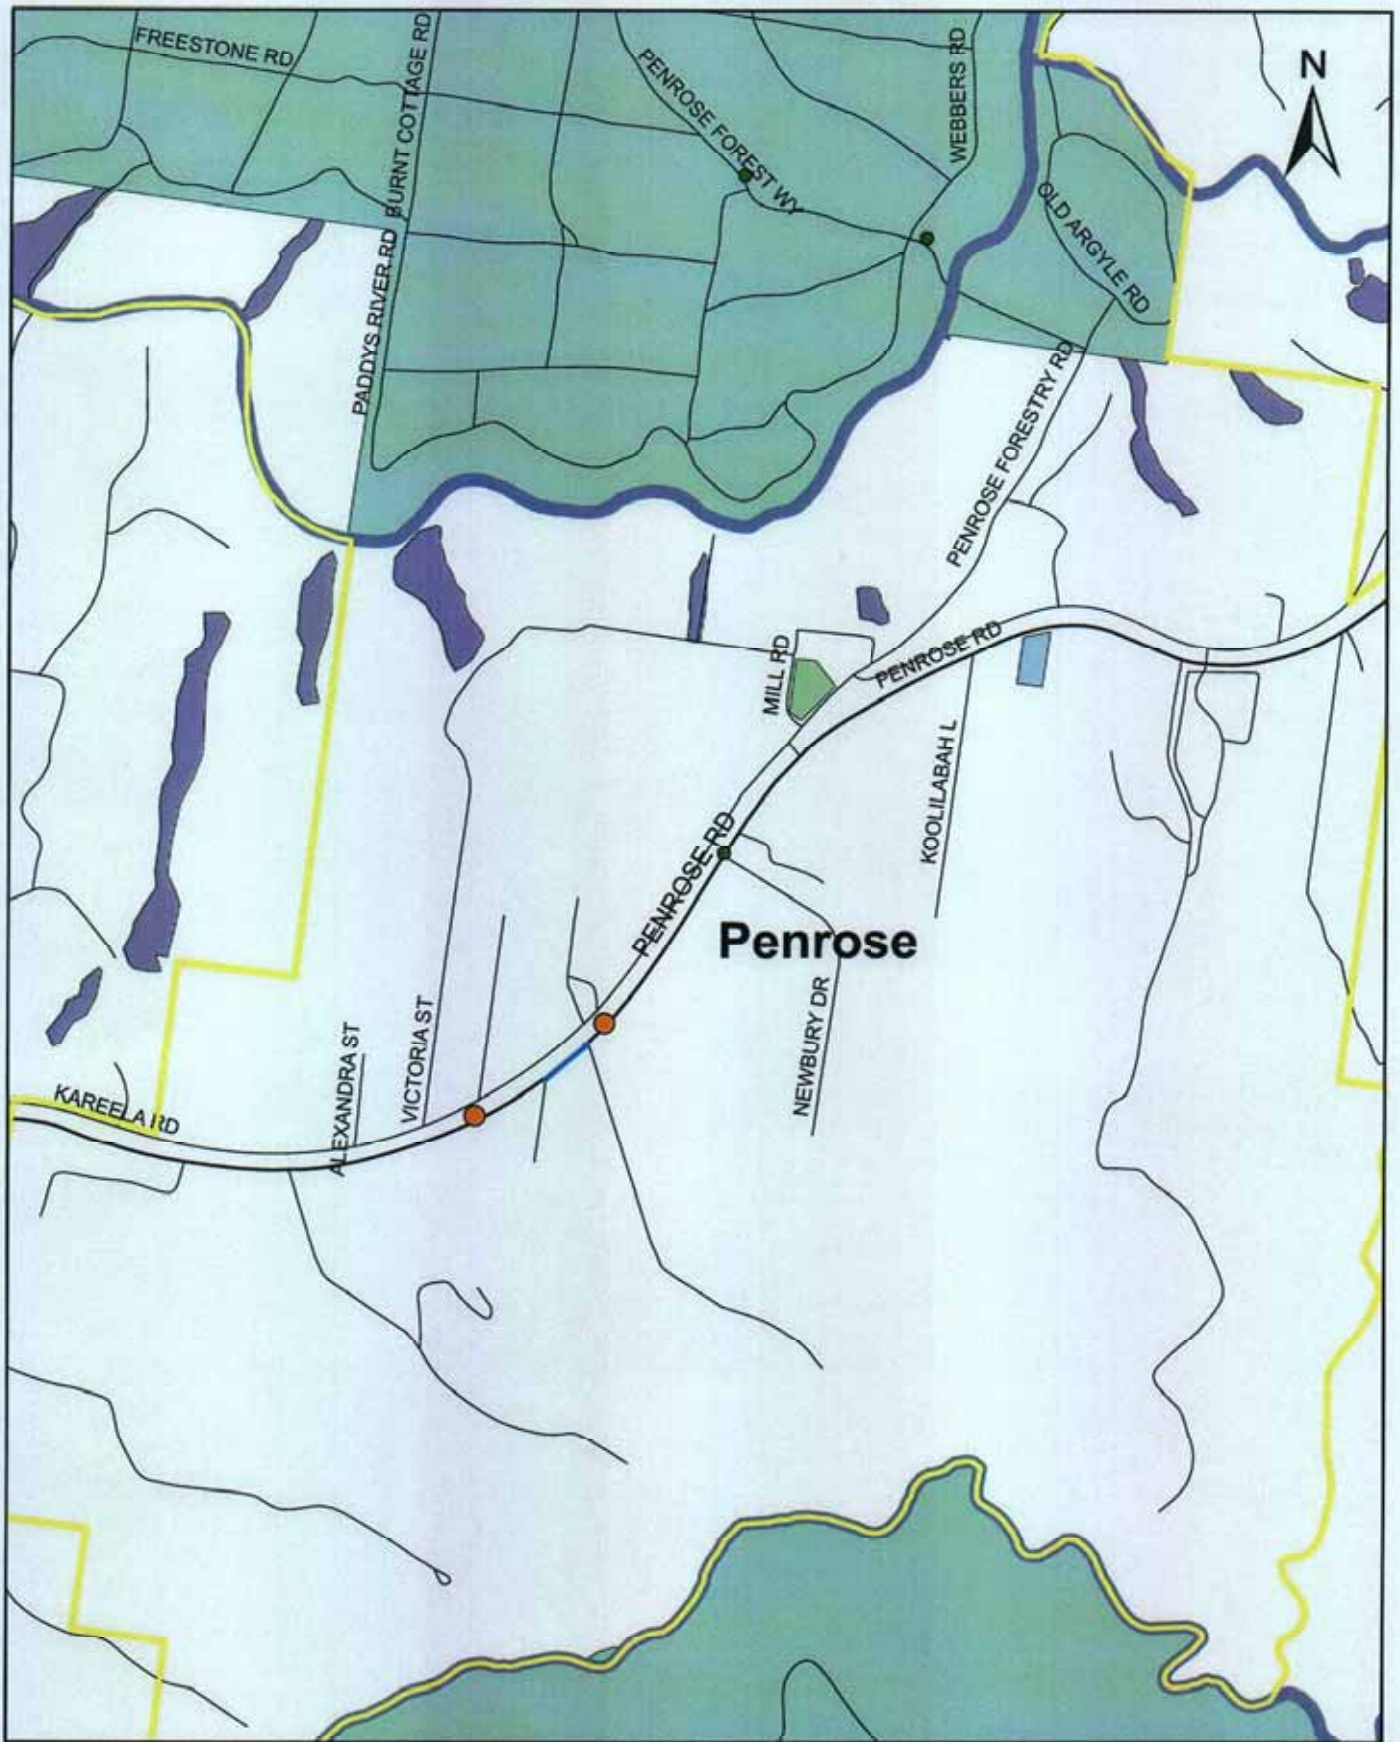 FREESTONE RD
BURNT COTTAGE RD
PENROSE FOREST WY
WEBBERS RD
N
OLD ARGYLE RD
PADDYS RIVER RD
PENROSE FORESTRY RD
MILL RD
PENROSE RD
KOOLILABAH L
PENROSE RD
Penrose
NEWBURY DR
VICTORIA ST
ALEXANDRA ST
KAREELA RD